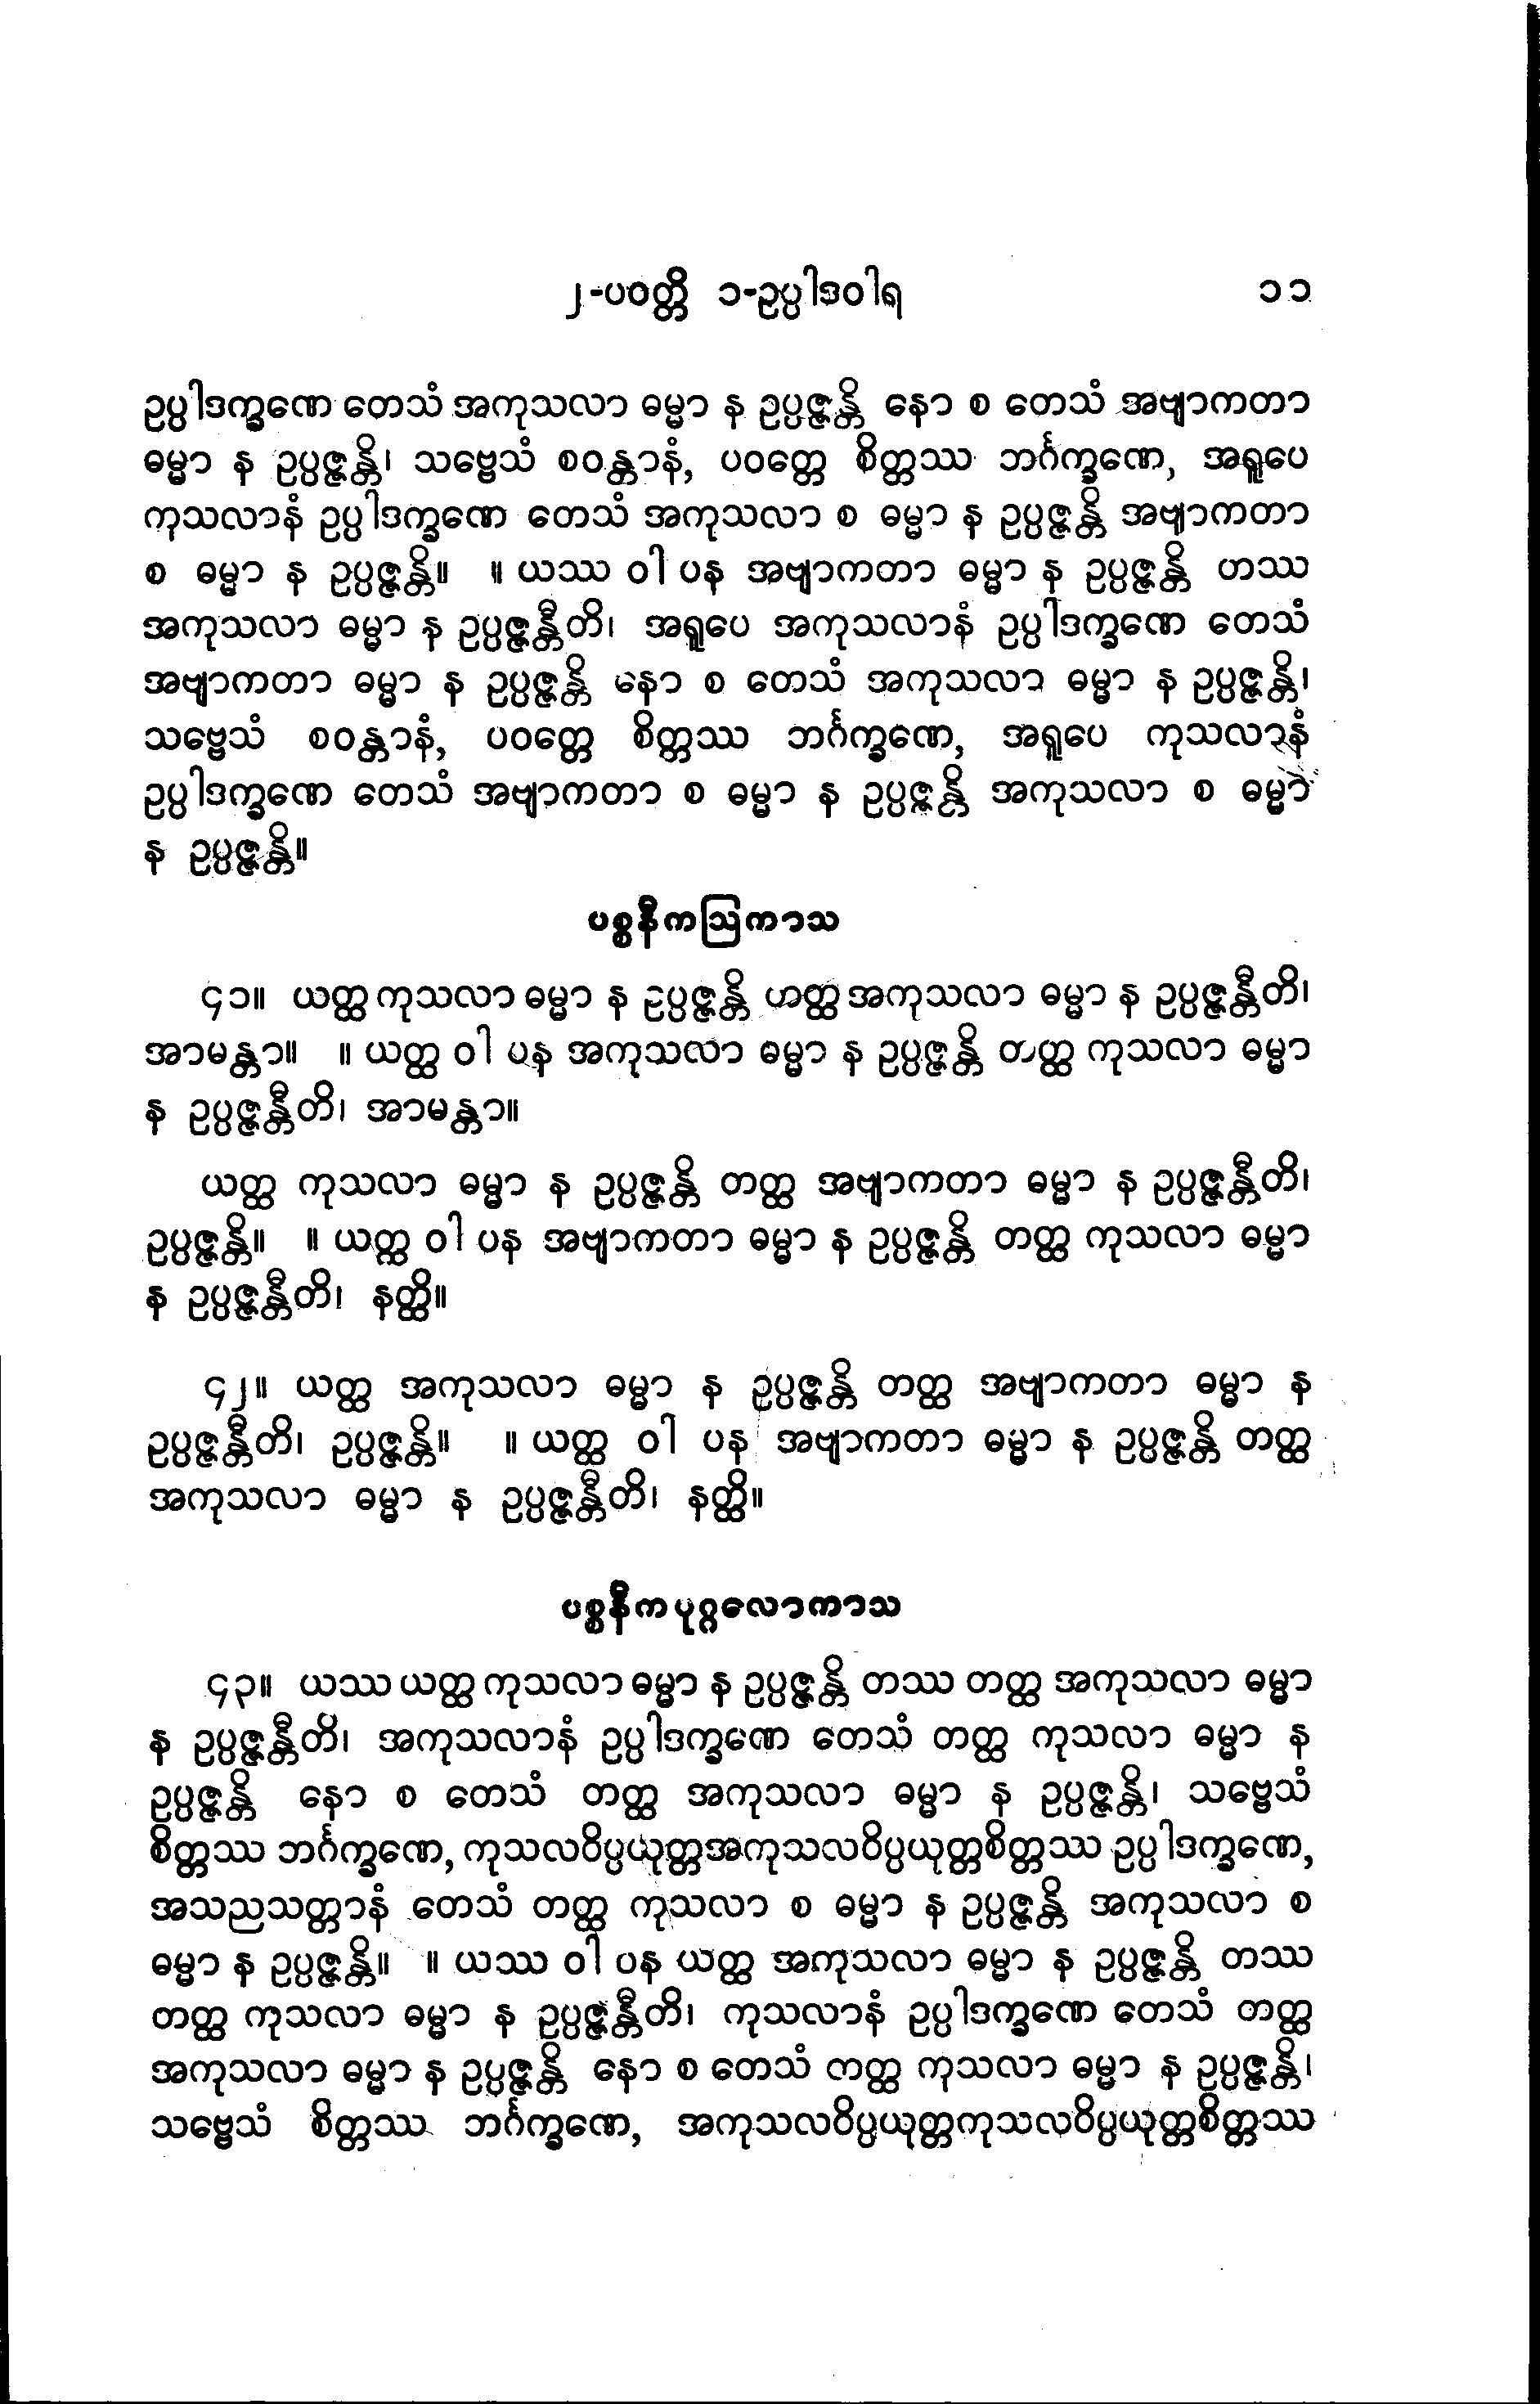 ၂-ပဝတ္တိ ၁-ဥပ္ပါဒဝါရ ၁၁
ဥပ္ပါဒက္ခဏေ တေသံ အကုသလာ ဓမ္မာ န ဥပ္ပဇ္ဇန္တိ နော စ တေသံ အဗျာကတာ
ဓမ္မာ န ဥပ္ပဇ္ဇန္တိ၊ သဗ္ဗေသံ စဝန္တာနံ, ပဝတ္တေ စိတ္တဿ ဘင်္ဂက္ခဏေ, အရူပေ
ကုသလာနံ ဥပ္ပါဒက္ခဏေ တေသံ အကုသလာ စ ဓမ္မာ န ဥပ္ပဇ္ဇန္တိ အဗျာကတာ
စ ဓမ္မာ န ဥပ္ပဇ္ဇန္တိ။ ။ ယဿ ဝါ ပန အဗျာကတာ ဓမ္မာ န ဥပ္ပဇ္ဇန္တိ တဿ
အကုသလာ ဓမ္မာ န ဥပ္ပဇ္ဇန္တီတိ၊ အရူပေ အကုသလာနံ ဥပ္ပါဒက္ခဏေ တေသံ
အဗျာကတာ ဓမ္မာ န ဥပ္ပဇ္ဇန္တိ နော စ တေသံ အကုသလာ ဓမ္မာ န ဥပ္ပဇ္ဇန္တိ၊
သဗ္ဗေသံ စဝန္တာနံ, ပဝတ္တေ စိတ္တဿ ဘင်္ဂက္ခဏေ, အရူပေ ကုသလာနံ
ဥပ္ပါဒက္ခဏေ တေသံ အဗျာကတာ စ ဓမ္မာ န ဥပ္ပဇ္ဇန္တိ အကုသလာ စ ဓမ္မာ
န ဥပ္ပဇ္ဇန္တိ။
ပစ္စနီကဩကာသ
၄၁။ ယတ္ထ ကုသလာ ဓမ္မာ န ဥပ္ပဇ္ဇန္တိ တတ္ထ အကုသလာ ဓမ္မာ န ဥပ္ပဇ္ဇန္တီတိ၊
အာမန္တာ။ ။ ယတ္ထ ဝါ ပန အကုသလာ ဓမ္မာ န ဥပ္ပဇ္ဇန္တိ တတ္ထ ကုသလာ ဓမ္မာ
န ဥပ္ပဇ္ဇန္တီတိ၊ အာမန္တာ။
ယတ္ထ ကုသလာ ဓမ္မာ န ဥပ္ပဇ္ဇန္တိ တတ္ထ အဗျာကတာ ဓမ္မာ န ဥပ္ပဇ္ဇန္တီတိ၊
ဥပ္ပဇ္ဇန္တိ။ ။ ယတ္ထ ဝါ ပန အဗျာကတာ ဓမ္မာ န ဥပ္ပဇ္ဇန္တိ တတ္ထ ကုသလာ ဓမ္မာ
န ဥပ္ပဇ္ဇန္တီတိ၊ နတ္ထိ။
၄၂။ ယတ္ထ အကုသလာ ဓမ္မာ န ဥပ္ပဇ္ဇန္တိ တတ္ထ အဗျာကတာ ဓမ္မာ န
ဥပ္ပဇ္ဇန္တီတိ၊ ဥပ္ပဇ္ဇန္တိ။ ။ ယတ္ထ ဝါ ပန အဗျာကတာ ဓမ္မာ န ဥပ္ပဇ္ဇန္တိ တတ္ထ
အကုသလာ ဓမ္မာ န ဥပ္ပဇ္ဇန္တီတိ၊ နတ္ထိ။
ပစ္စနီကပုဂ္ဂလောကာသ
၄၃။ ယဿ ယတ္ထ ကုသလာ ဓမ္မာ န ဥပ္ပဇ္ဇန္တိ တဿ တတ္ထ အကုသလာ ဓမ္မာ
န ဥပ္ပဇ္ဇန္တီတိ၊ အကုသလာနံ ဥပ္ပါဒက္ခဏေ တေသံ တတ္ထ ကုသလာ ဓမ္မာ န
ဥပ္ပဇ္ဇန္တိ နော စ တေသံ တတ္ထ အကုသလာ ဓမ္မာ န ဥပ္ပဇ္ဇန္တိ၊ သဗ္ဗေသံ
စိတ္တဿ ဘင်္ဂက္ခဏေ, ကုသလဝိပ္ပယုတ္တအကုသလဝိပ္ပယုတ္တစိတ္တဿ ဥပ္ပါဒက္ခဏေ,
အသညသတ္တာနံ တေသံ တတ္ထ ကုသလာ စ ဓမ္မာ န ဥပ္ပဇ္ဇန္တိ အကုသလာ စ
ဓမ္မာ န ဥပ္ပဇ္ဇန္တိ။ ။ ယဿ ဝါ ပန ယတ္ထ အကုသလာ ဓမ္မာ န ဥပ္ပဇ္ဇန္တိ တဿ
တတ္ထ ကုသလာ ဓမ္မာ န ဥပ္ပဇ္ဇန္တီတိ၊ ကုသလာနံ ဥပ္ပါဒက္ခဏေ တေသံ တတ္ထ
အကုသလာ ဓမ္မာ န ဥပ္ပဇ္ဇန္တိ နော စ တေသံ တတ္ထ ကုသလာ ဓမ္မာ န ဥပ္ပဇ္ဇန္တိ၊
သဗ္ဗေသံ စိတ္တဿ ဘင်္ဂက္ခဏေ, အကုသလဝိပ္ပယုတ္တကုသလဝိပ္ပယုတ္တစိတ္တဿ